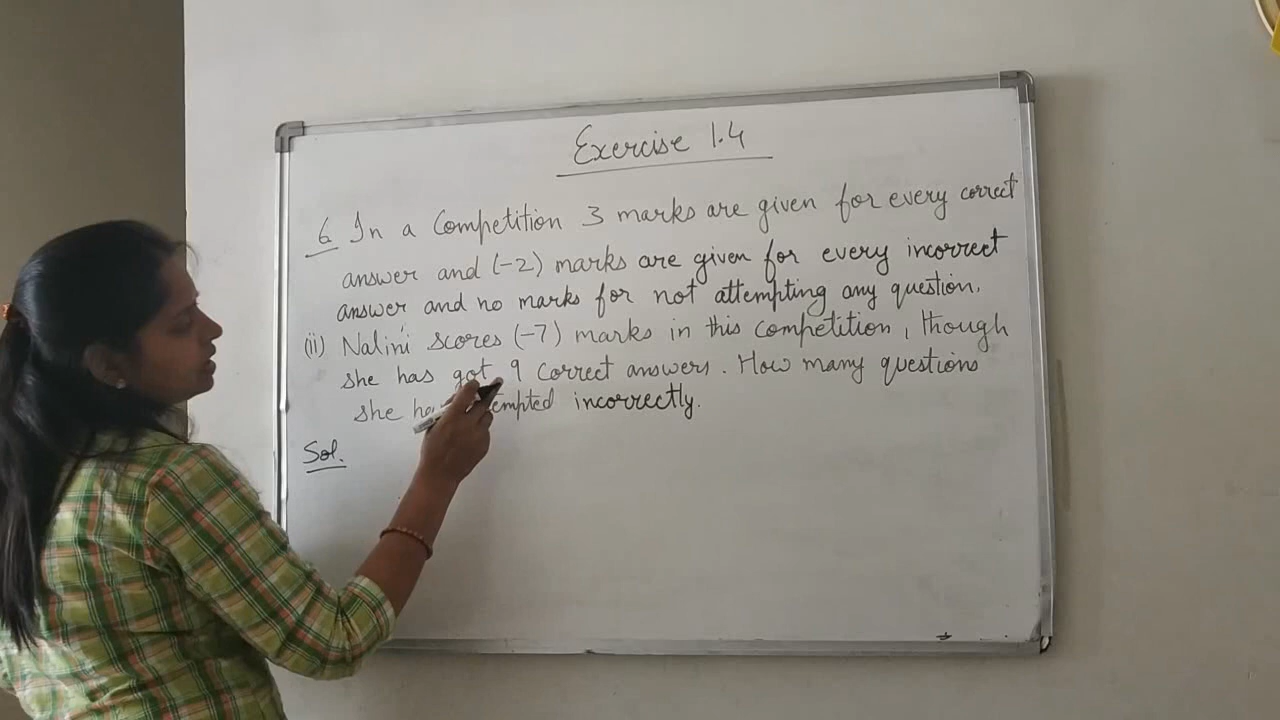 Exercise 1.4
6 In a Competition 3 marks are given for every correct
answer and (-2) marks are given for every incorrect
answer and no marks for not attempting any question.
(ii) Nalini scores (-7) marks in this competition, though
she has got 9 correct answers. How many questions
she incorrectly.
Sol.